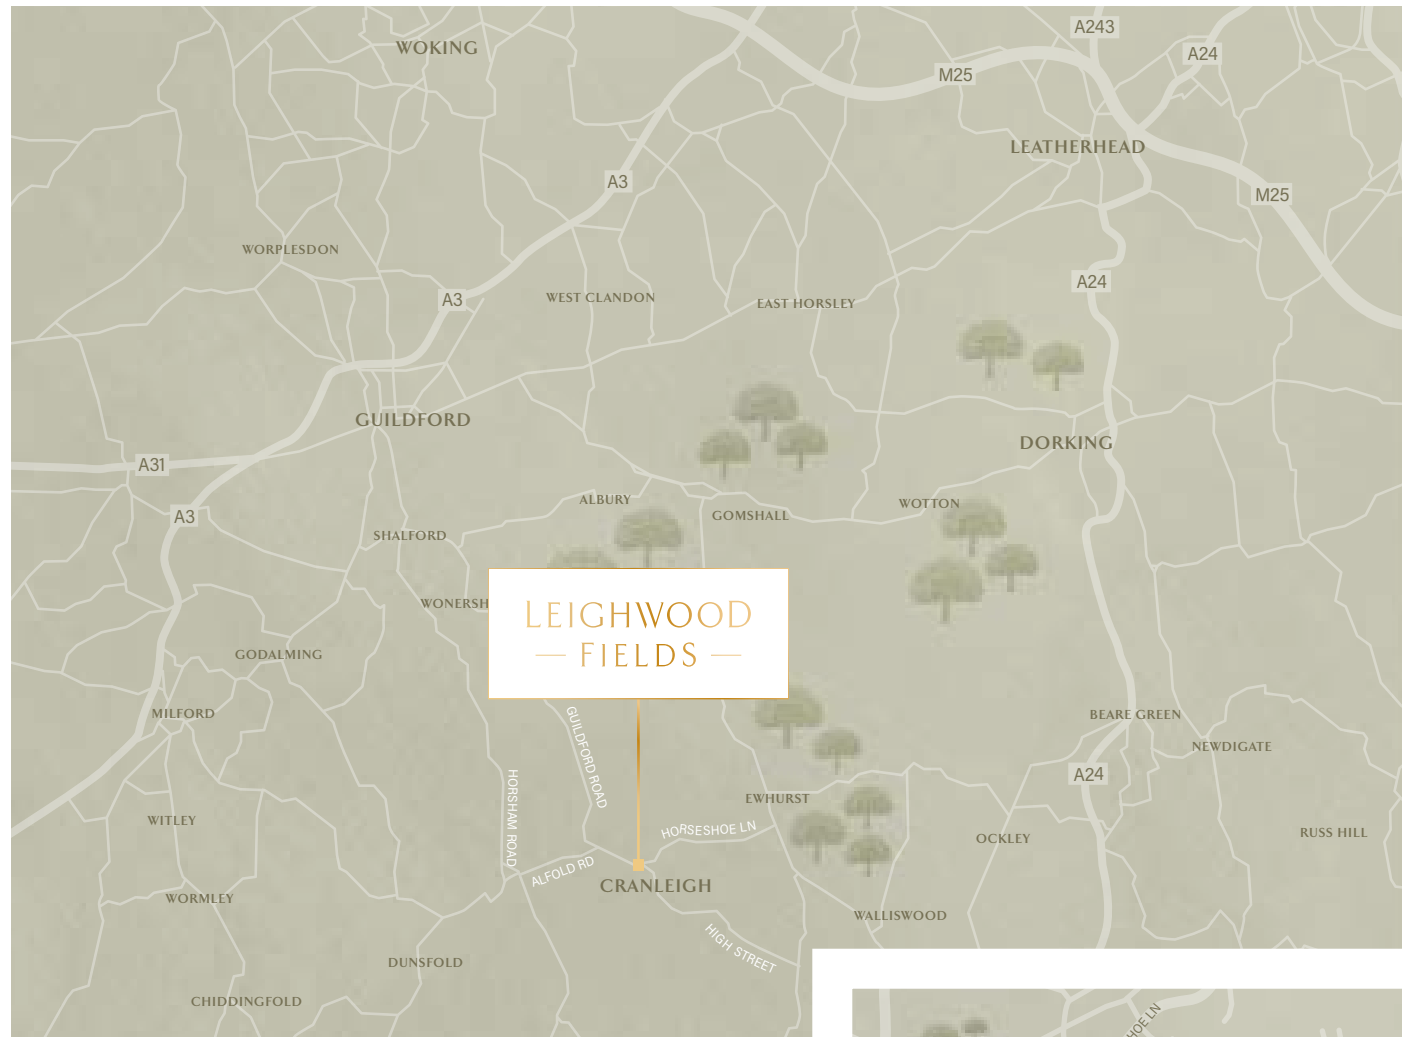 A243
WOKING
A24
M25
LEATHERHEAD
A3
M25
WORPLESDON
A24
WEST CLANDON
A3
EAST HORSLEY
GUILDFORD
DORKING
A31
ALBURY
WOTTON
A3
GOMSHALL
SHALFORD
WONERSH
LEIGHWOOD
FIELDS
GODALMING
MILFORD
BEARE GREEN
NEWDIGATE
GUILDFORD ROAD
A24
HORSHAM ROAD
EWHURST
WITLEY
HORSESHOE LN
RUSS HILL
OCKLEY
ALFOLD RD
CRANLEIGH
WORMLEY
WALLISWOOD
HIGH STREET
DUNSFOLD
CHIDDINGFOLD
HOE LN